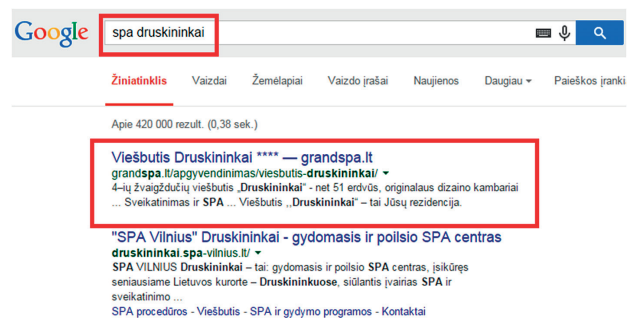 Google spa druskininkai
Žiniatinklis Vaizdai Žemėlapiai Vaizdo įrašai Naujienos Daugiau Paieškos įranki
Apie 420 000 rezult. (0,38 sek.)
Viešbutis Druskininkai **** — grandspa.lt
grandspa.lt/apgyvendinimas/viesbutis-druskininkai/
4–ių žvaigždučių viešbutis „Druskininkai“ - net 51 erdvūs, originalaus dizaino kambariai
... Sveikatinimas ir SPA ... Viešbutis ,,Druskininkai“ – tai Jūsų rezidencija.
"SPA Vilnius" Druskininkai - gydomasis ir poilsio SPA centras
druskininkai.spa-vilnius.lt/
SPA VILNIUS Druskininkai – tai: gydomasis ir poilsio SPA centras, įsikūręs
seniausiame Lietuvos kurorte – Druskininkuose, siūlantis įvairias SPA ir
sveikatinimo ...
SPA procedūros - Viešbutis - SPA ir gydymo programos - Kontaktai